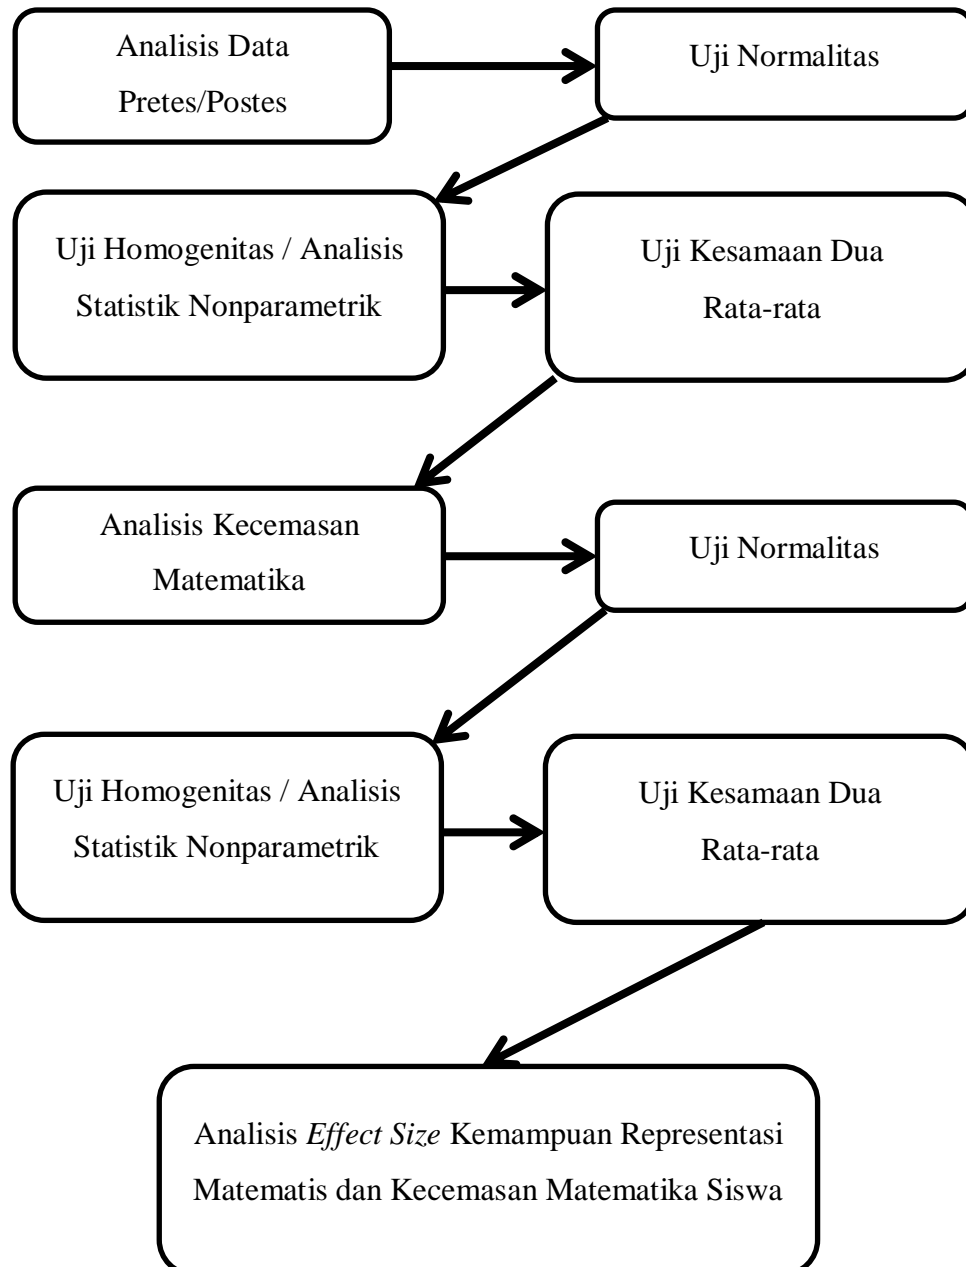 Analisis Data
Pretes/Postes
Uji Normalitas
Uji Homogenitas / Analisis
Statistik Nonparametrik
Uji Kesamaan Dua
Rata-rata
Analisis Kecemasan
Matematika
Uji Normalitas
Uji Homogenitas / Analisis
Statistik Nonparametrik
Uji Kesamaan Dua
Rata-rata
Analisis Effect Size Kemampuan Representasi
Matematis dan Kecemasan Matematika Siswa